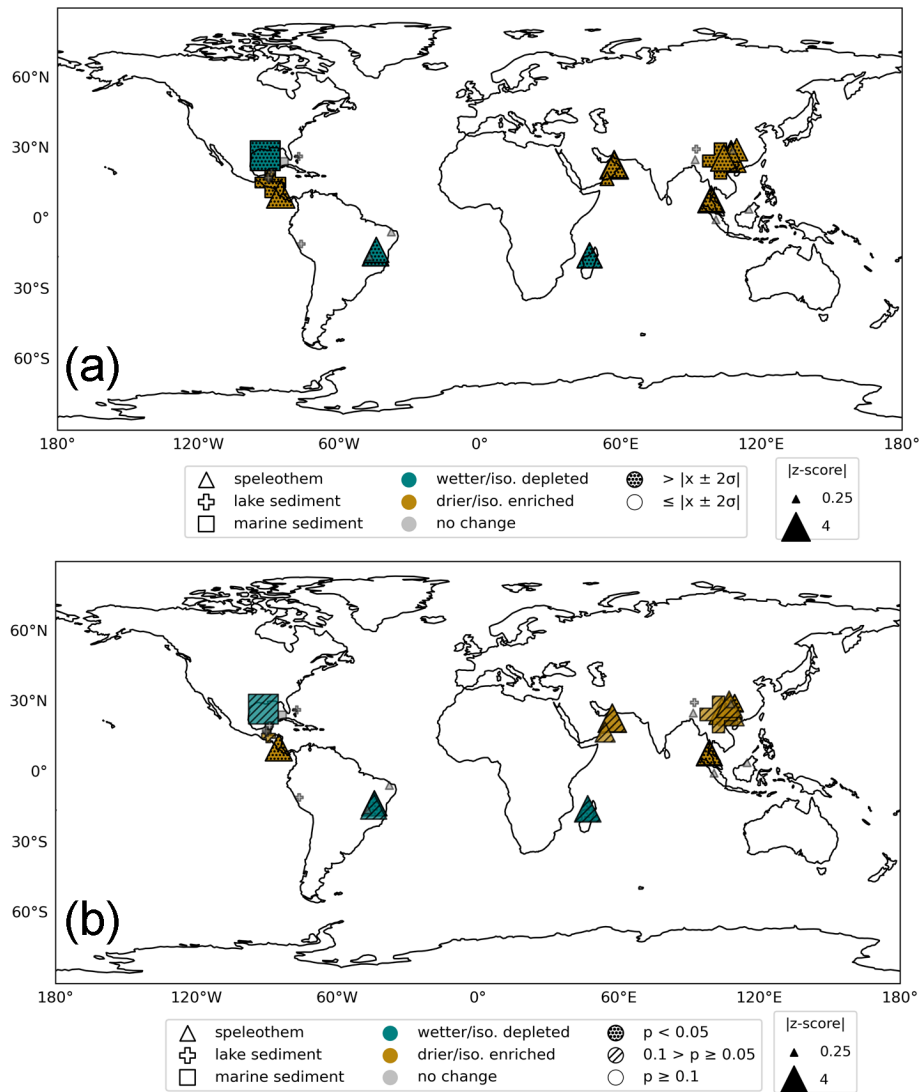 60°N
30°N
0°
30°S
60°S
(a)
180° 120°W 60°W 0° 60°E 120°E 180°
speleothem wetter/iso. depleted > |x ± 2σ| |z-score|
lake sediment drier/iso. enriched ≤ |x ± 2σ| 0.25
marine sediment no change 4
60°N
30°N
0°
30°S
60°S
(b)
180° 120°W 60°W 0° 60°E 120°E 180°
speleothem wetter/iso. depleted p < 0.05 |z-score|
lake sediment drier/iso. enriched 0.1 > p ≥ 0.05 0.25
marine sediment no change p ≥ 0.1 4